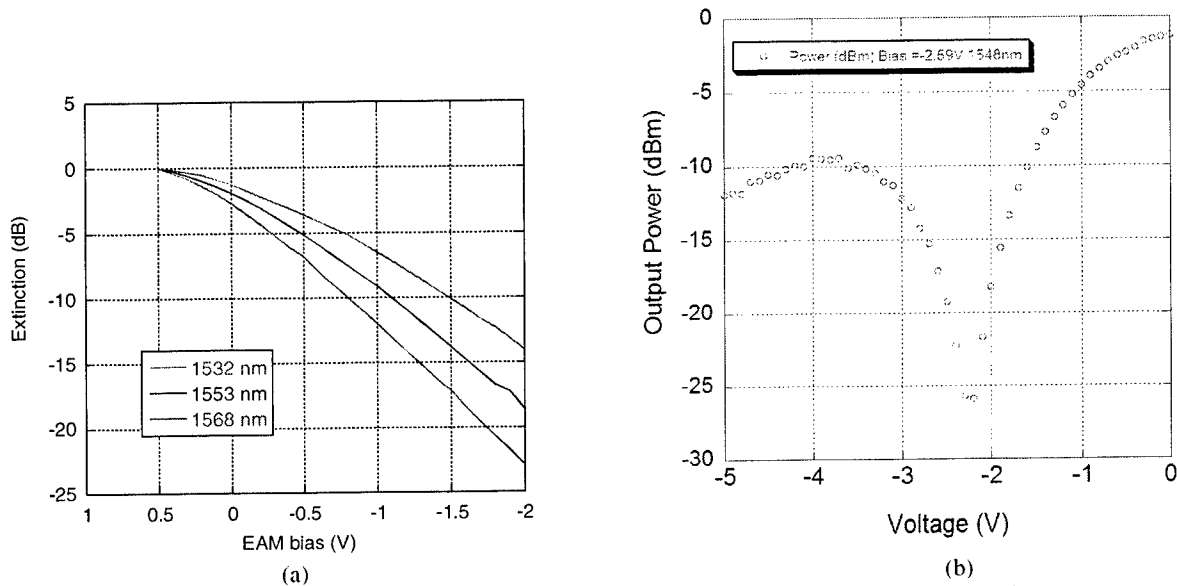 5
0
-5
-10
-15
-20
-25
Extinction (dB)
1532 nm
1553 nm
1568 nm
1
0.5
0
-0.5
-1
-1.5
-2
EAM bias (V)
(a)
0
-5
-10
-15
-20
-25
-30
Output Power (dBm)
Power (dBm; Bias =-2.59V 1548nm
-5
-4
-3
-2
-1
0
Voltage (V)
(b)